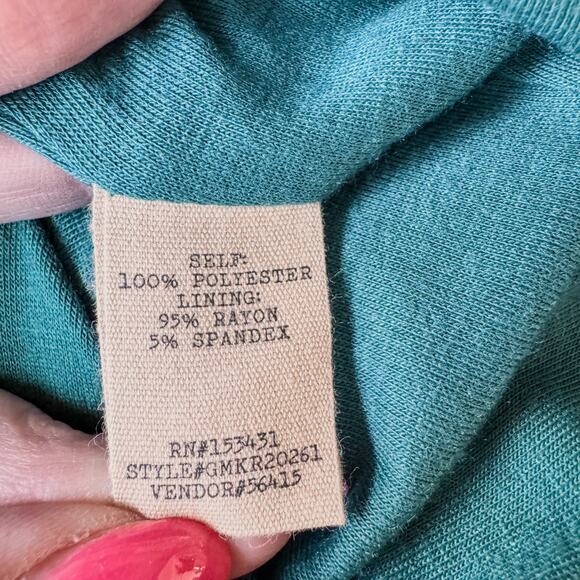 SELF:
100% POLYESTER
LINING:
95% RAYON
5% SPANDEX
RN#153431
STYLE#GMKR20261
VENDOR#56415